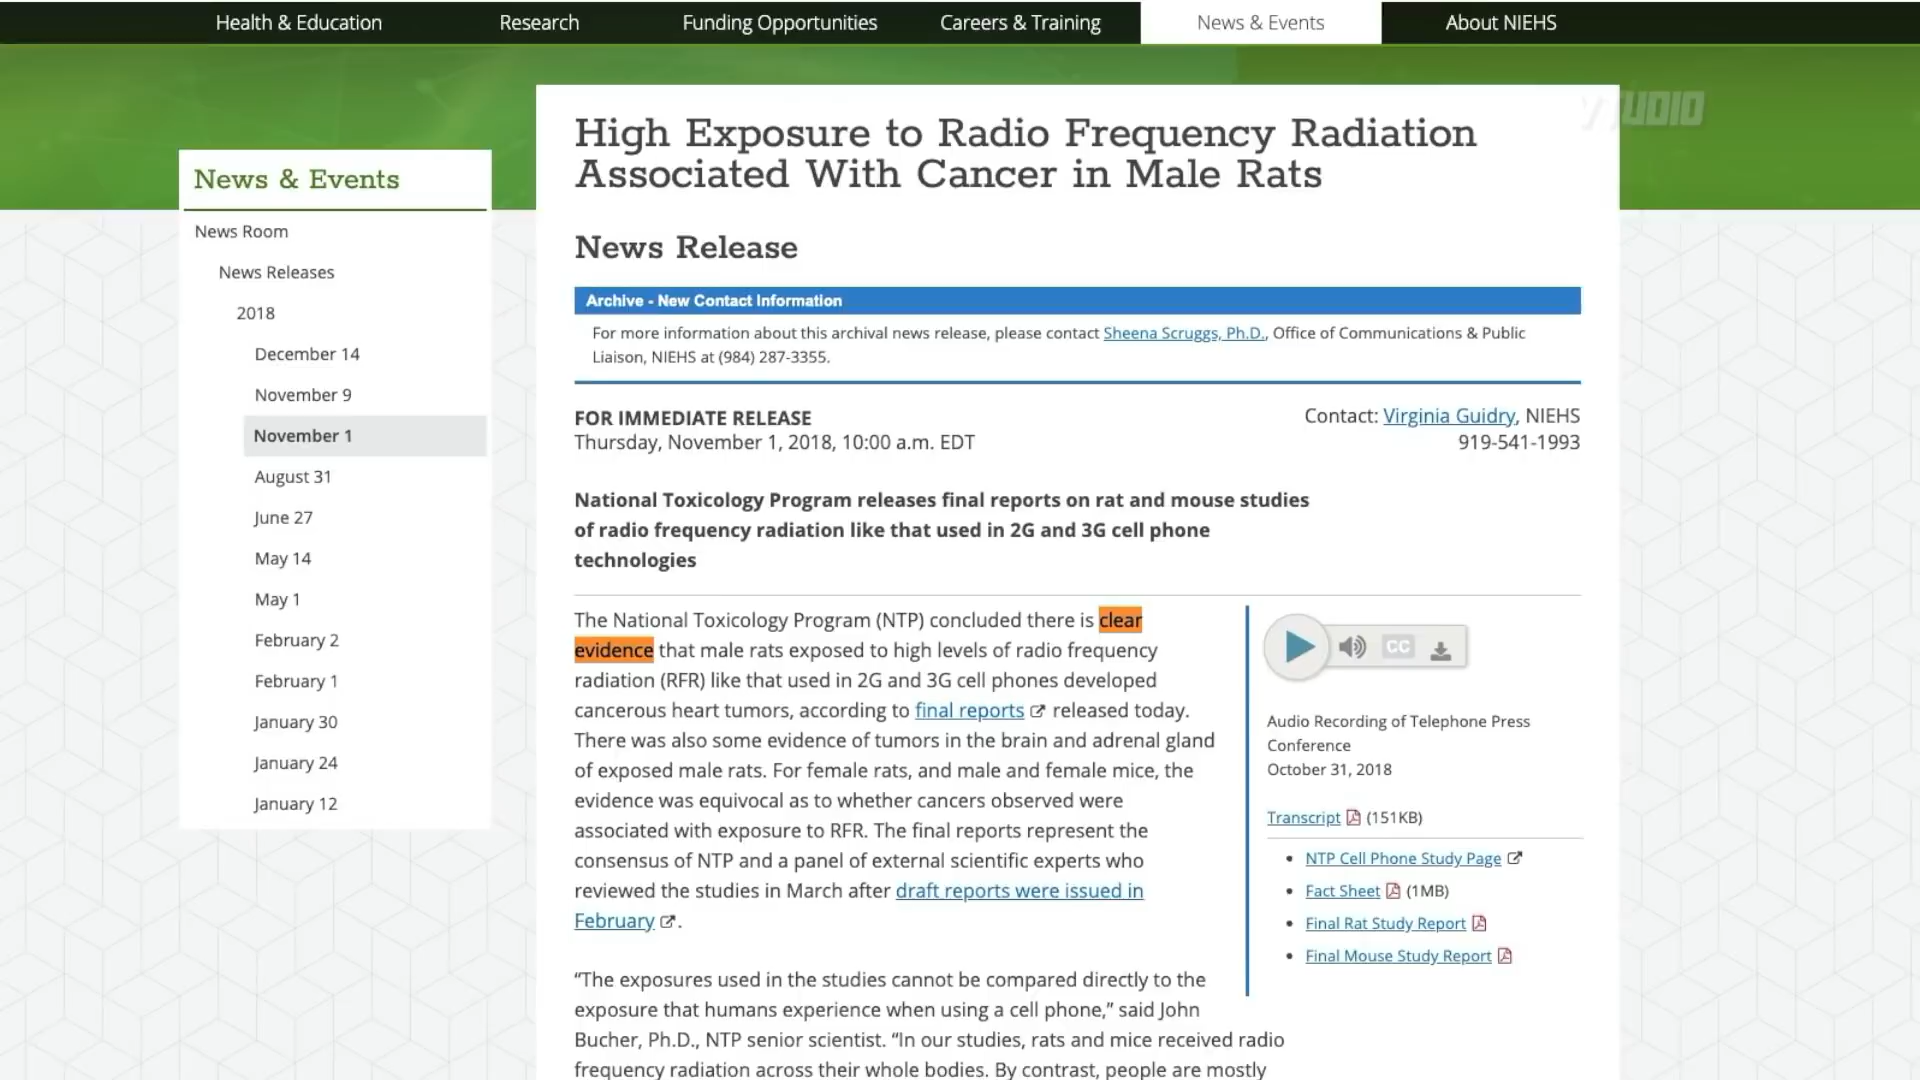 Health & Education
Research
Funding Opportunities
Careers & Training
News & Events
About NIEHS
News & Events
News Room
News Releases
2018
December 14
November 9
November 1
August 31
June 27
May 14
May 1
February 2
February 1
January 30
January 24
January 12
High Exposure to Radio Frequency Radiation
Associated With Cancer in Male Rats
News Release
Archive - New Contact Information
For more information about this archival news release, please contact Sheena Scruggs, Ph.D., Office of Communications & Public
Liaison, NIEHS at (984) 287-3355.
FOR IMMEDIATE RELEASE
Thursday, November 1, 2018, 10:00 a.m. EDT
Contact: Virginia Guidry, NIEHS
919-541-1993
National Toxicology Program releases final reports on rat and mouse studies
of radio frequency radiation like that used in 2G and 3G cell phone
technologies
The National Toxicology Program (NTP) concluded there is clear
evidence that male rats exposed to high levels of radio frequency
radiation (RFR) like that used in 2G and 3G cell phones developed
cancerous heart tumors, according to final reports released today.
There was also some evidence of tumors in the brain and adrenal gland
of exposed male rats. For female rats, and male and female mice, the
evidence was equivocal as to whether cancers observed were
associated with exposure to RFR. The final reports represent the
consensus of NTP and a panel of external scientific experts who
reviewed the studies in March after draft reports were issued in
February.
“The exposures used in the studies cannot be compared directly to the
exposure that humans experience when using a cell phone,” said John
Bucher, Ph.D., NTP senior scientist. “In our studies, rats and mice received radio
frequency radiation across their whole bodies. By contrast, people are mostly
CC
Audio Recording of Telephone Press
Conference
October 31, 2018
Transcript (151KB)
• NTP Cell Phone Study Page
• Fact Sheet (1MB)
• Final Rat Study Report
• Final Mouse Study Report